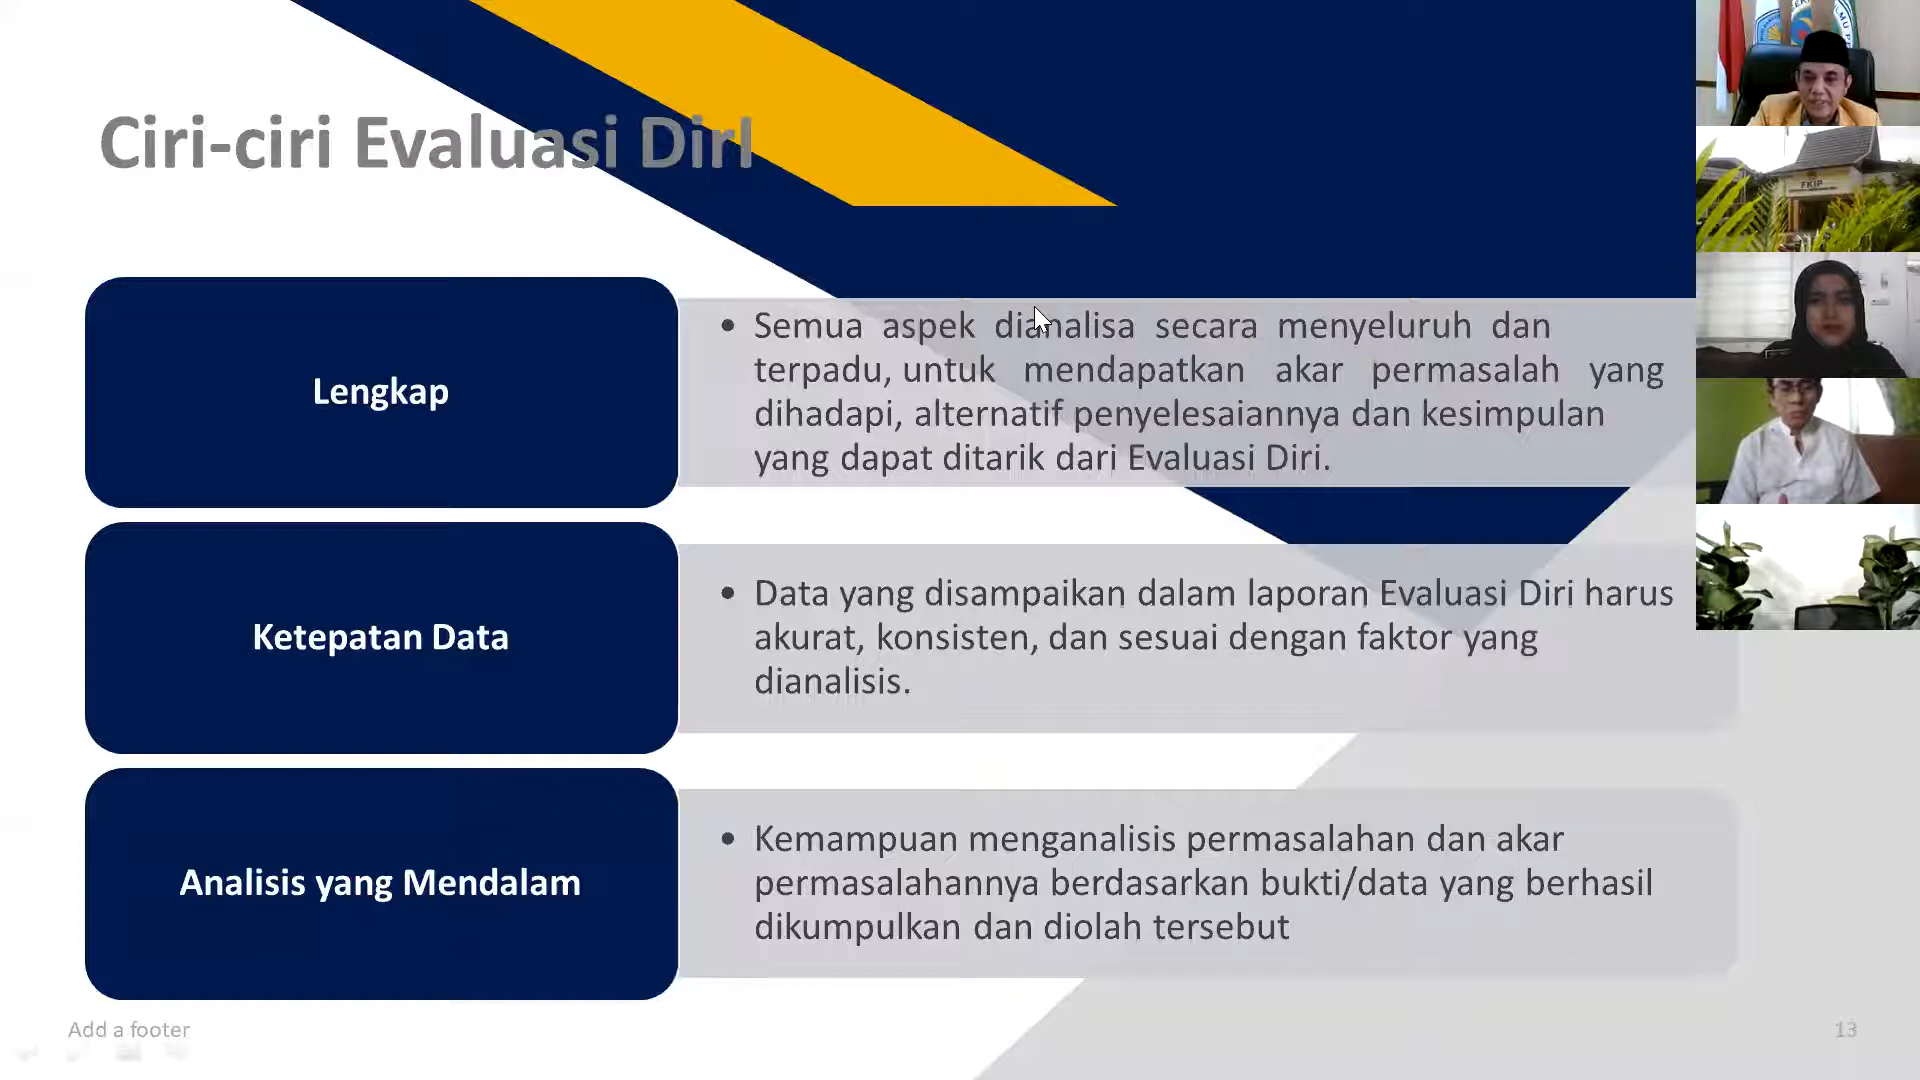 Ciri-ciri Evaluasi DirI
Lengkap
• Semua aspek dianalisa secara menyeluruh dan
terpadu, untuk mendapatkan akar permasalah yang
dihadapi, alternatif penyelesaiannya dan kesimpulan
yang dapat ditarik dari Evaluasi Diri.
Ketepatan Data
• Data yang disampaikan dalam laporan Evaluasi Diri harus
akurat, konsisten, dan sesuai dengan faktor yang
dianalisis.
Analisis yang Mendalam
• Kemampuan menganalisis permasalahan dan akar
permasalahannya berdasarkan bukti/data yang berhasil
dikumpulkan dan diolah tersebut
Add a footer
13
FKIP